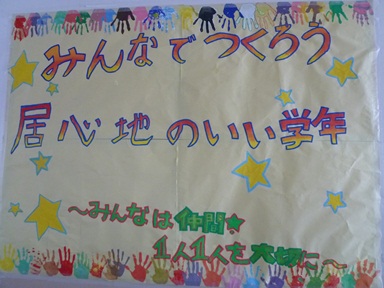 みんなでつくろう
居心地のいい学年
～みんなは仲間★
1人1人を大切に～